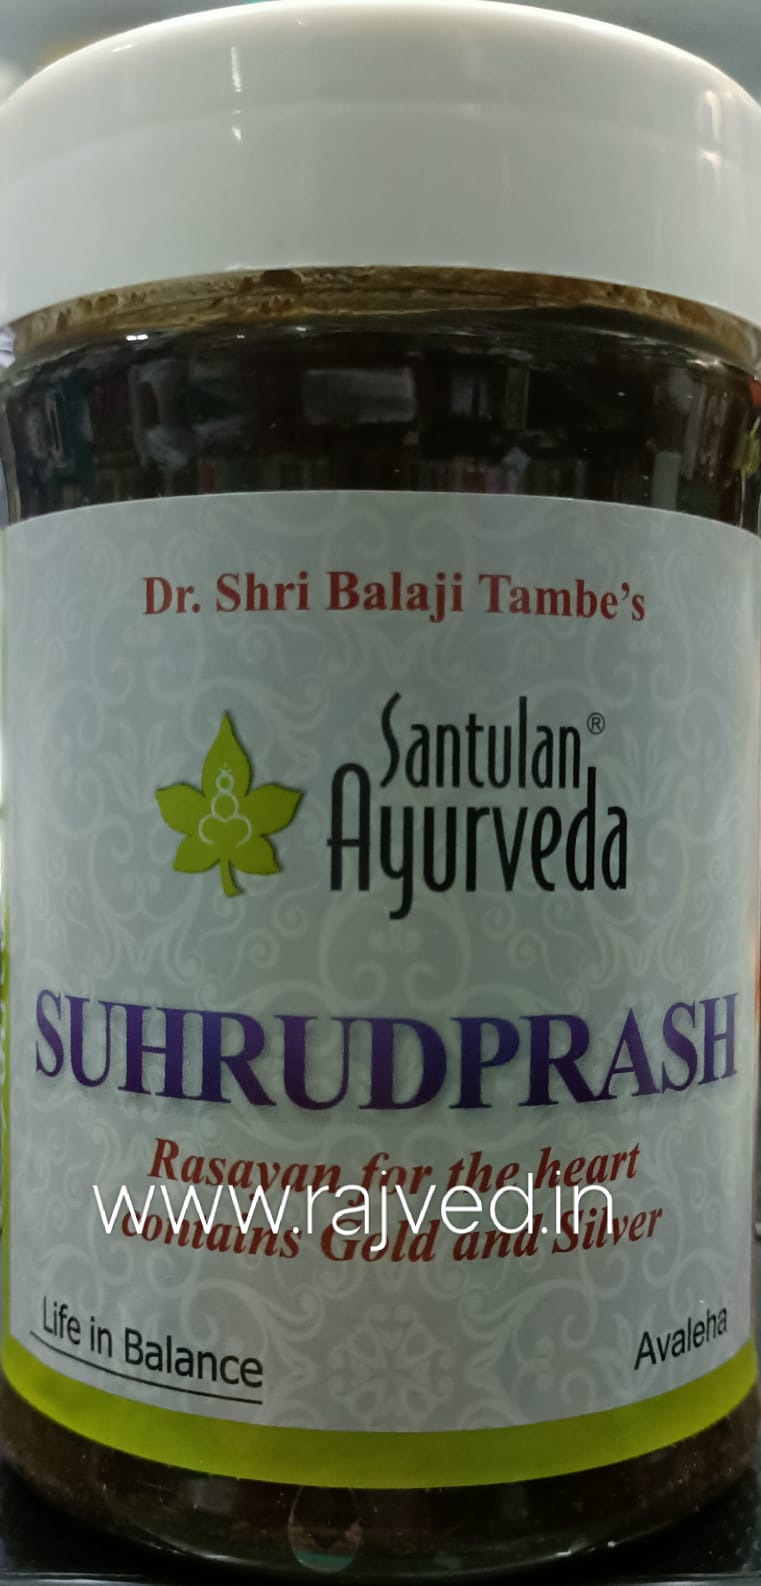 Dr. Shri Balaji Tambe's
Santulan®
Ayurveda
SUHRUDPRASH
Rasayan for the heart
www.rajved.in
contains Gold and Silver
Life in Balance
Avaleha